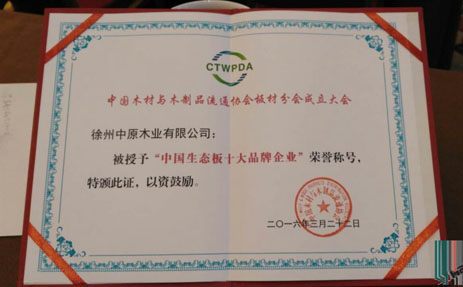 CTWPDA
中国木材与木制品流通协会板材分会成立大会
徐州中原木业有限公司：
被授予“中国生态板十大品牌企业”荣誉称号，
特颁此证，以资鼓励。
二〇一六年三月二十二日